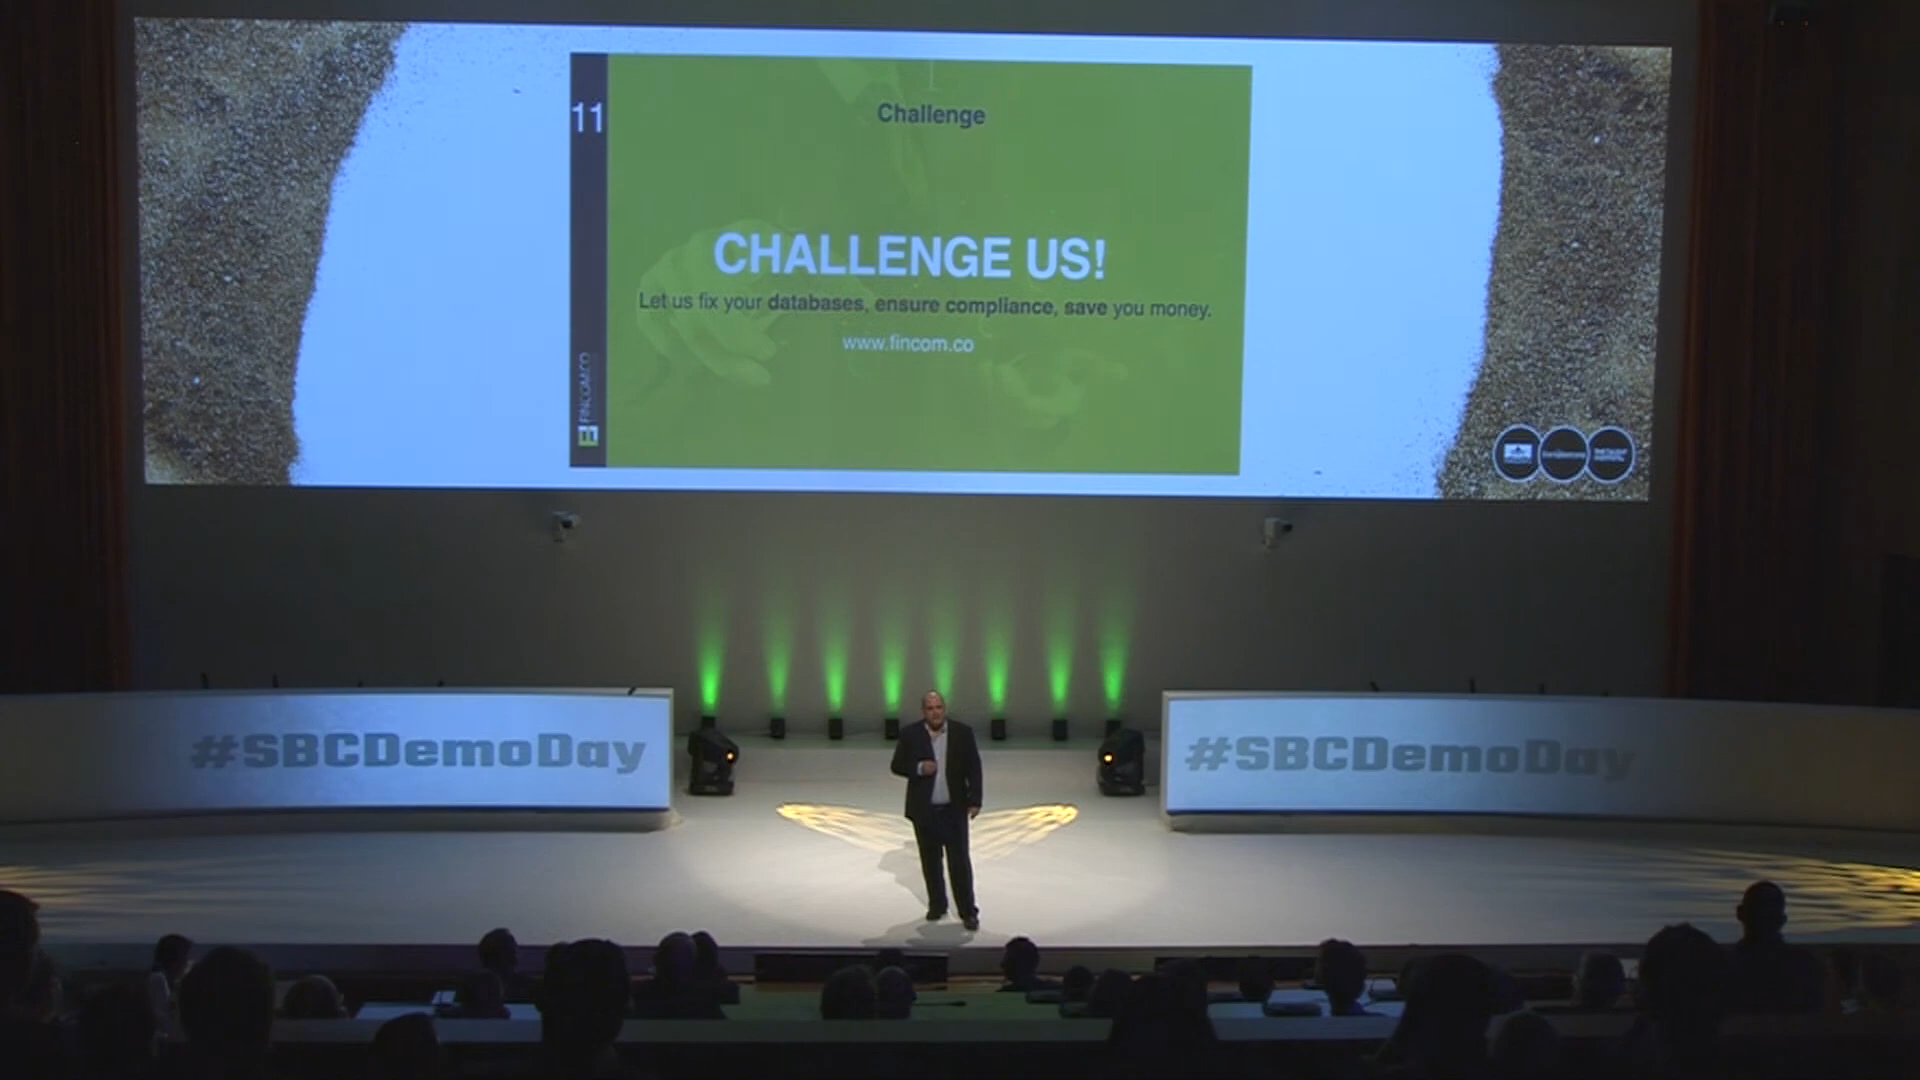 11
Challenge
CHALLENGE US!
Let us fix your databases, ensure compliance, save you money.
www.fincom.co
FINCOM.CO
#SBCDemoDay
#SBCDemoDay